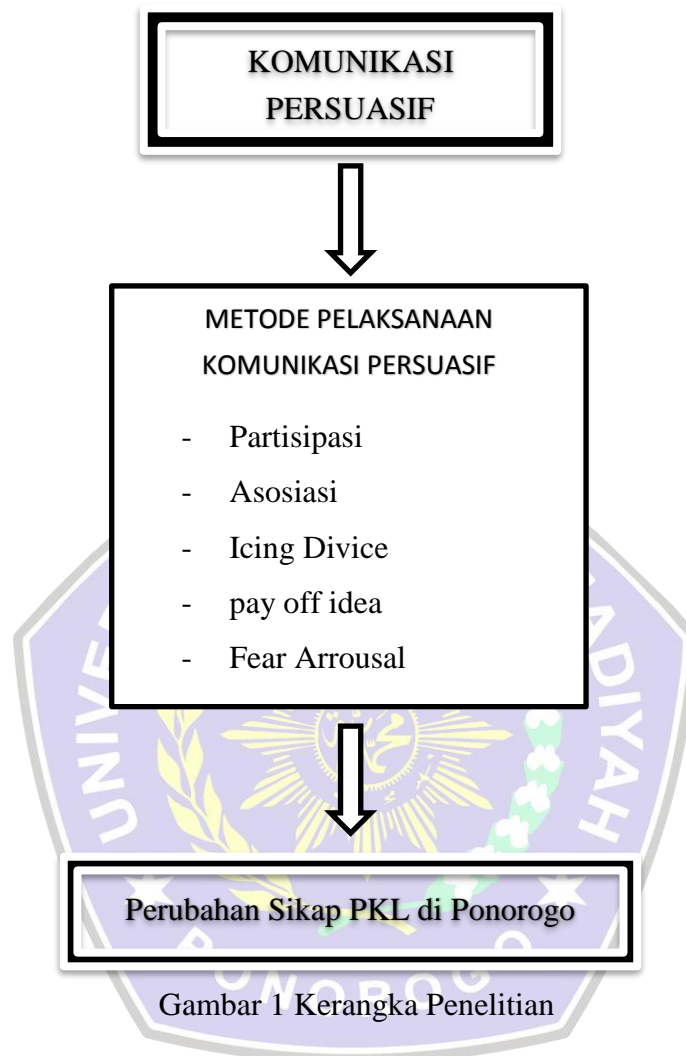 KOMUNIKASI
PERSUASIF
METODE PELAKSANAAN
KOMUNIKASI PERSUASIF
- Partisipasi
- Asosiasi
- Icing Divice
- pay off idea
- Fear Arrousal
Perubahan Sikap PKL di Ponorogo
Gambar 1 Kerangka Penelitian
PONOROGO